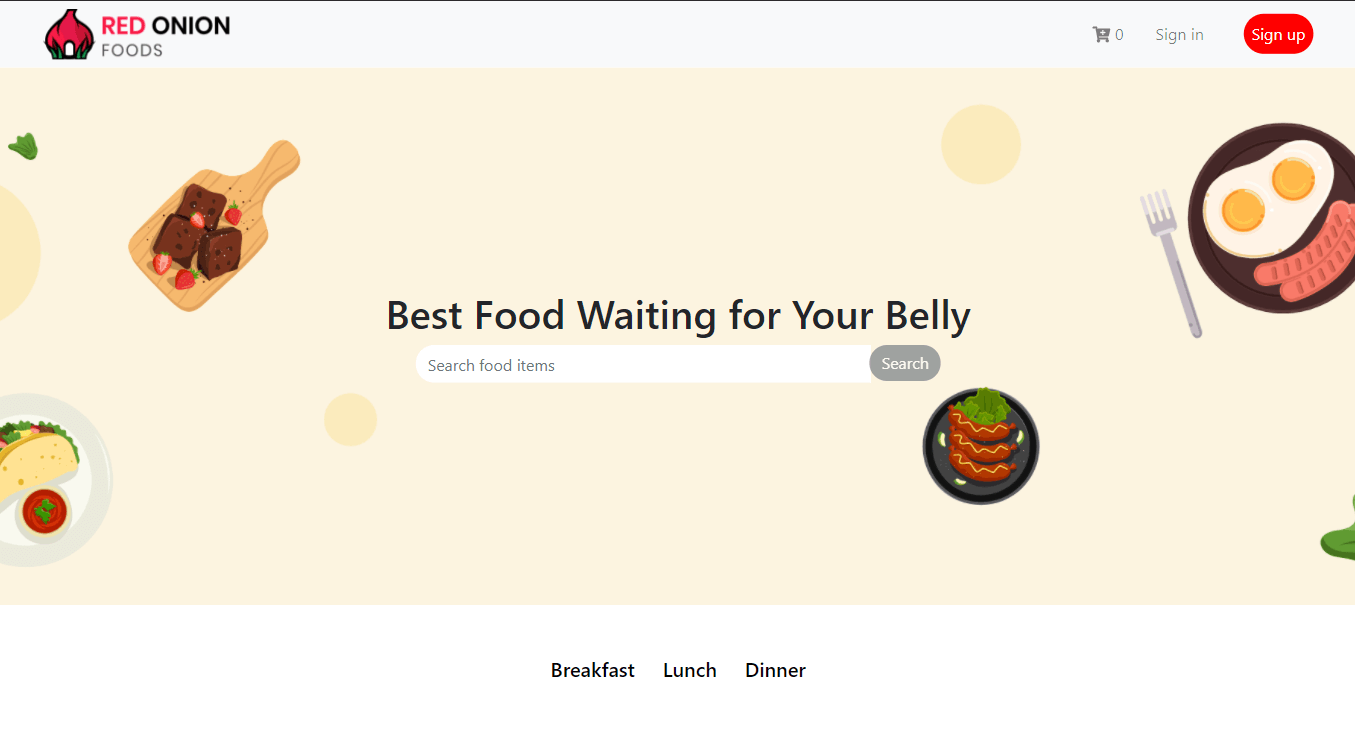 RED ONION
FOODS
0
Sign in
Sign up
Best Food Waiting for Your Belly
Search food items
Search
Breakfast
Lunch
Dinner